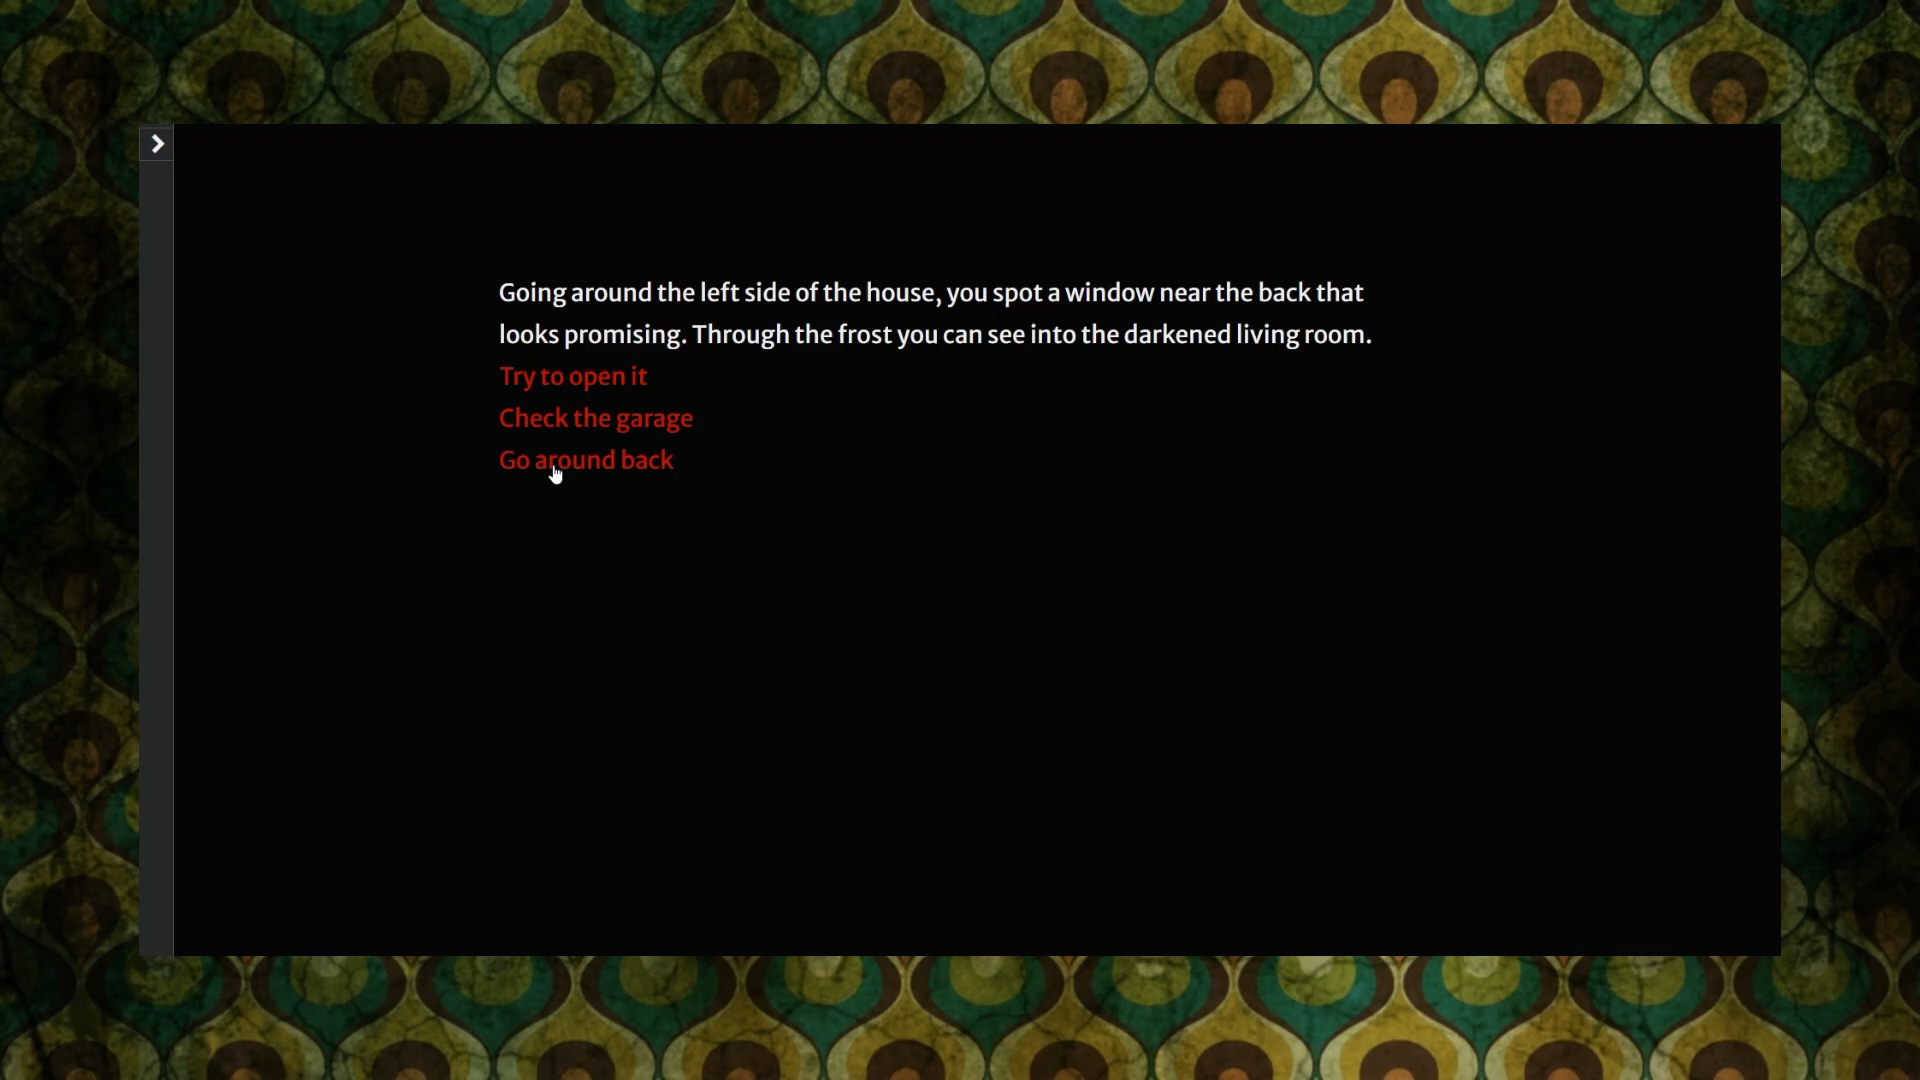 Going around the left side of the house, you spot a window near the back that
looks promising. Through the frost you can see into the darkened living room.
Try to open it
Check the garage
Go around back